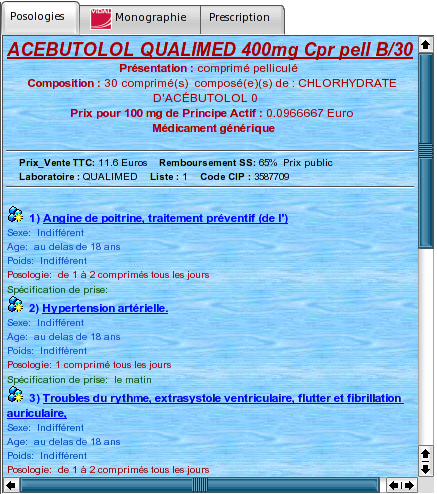 Posologies
VIDAL
Monographie
Prescription
ACEBUTOLOL QUALIMED 400mg Cpr pell B/30
Présentation : comprimé pelliculé
Composition : 30 comprimé(s) composé(e)(s) de : CHLORHYDRATE
D'ACÉBUTOLOL 0
Prix pour 100 mg de Principe Actif : 0.0966667 Euro
Médicament générique
Prix_Vente TTC: 11.6 Euros Remboursement SS: 65% Prix public
Laboratoire : QUALIMED Liste : 1 Code CIP : 3587709
1) Angine de poitrine, traitement préventif (de l')
Sexe: Indifférent
Age: au delas de 18 ans
Poids: Indifférent
Posologie: de 1 à 2 comprimés tous les jours
Spécification de prise:
2) Hypertension artérielle.
Sexe: Indifférent
Age: au delas de 18 ans
Poids: Indifférent
Posologie: 1 comprimé tous les jours
Spécification de prise: le matin
3) Troubles du rythme, extrasystole ventriculaire, flutter et fibrillation
auriculaire,
Sexe: Indifférent
Age: au delas de 18 ans
Poids: Indifférent
Posologie: de 1 à 2 comprimés tous les jours